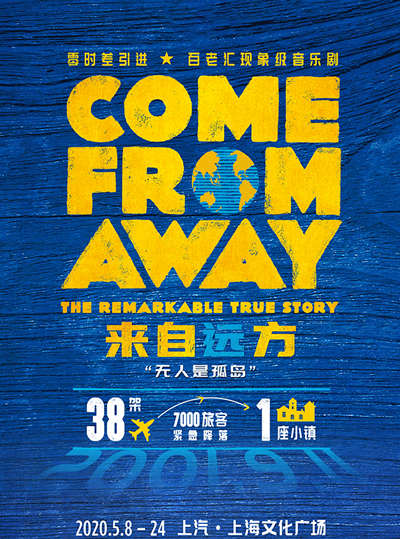 零时差引进 ★ 百老汇现象级音乐剧
COME
FROM
AWAY
THE REMARKABLE TRUE STORY
来自远方
“无人是孤岛”
38架 7000旅客 1座小镇
紧急降落
2001.9.11
2020.5.8-24 上汽·上海文化广场